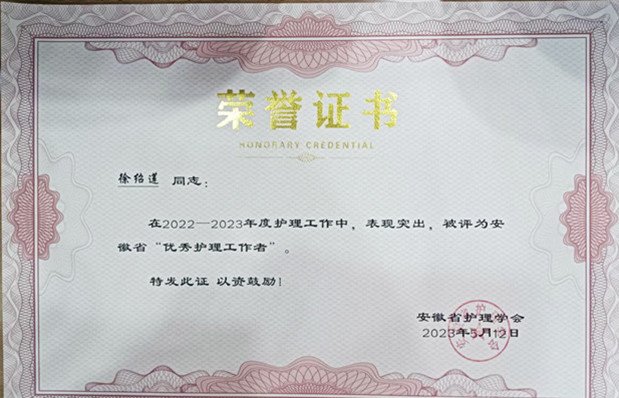 荣誉证书
HONORARY CREDENTIAL
徐绍莲 同志：
在2022—2023年度护理工作中，表现突出，被评为安
徽省“优秀护理工作者”。
特发此证 以资鼓励！
安徽省护理学会
2023年5月12日